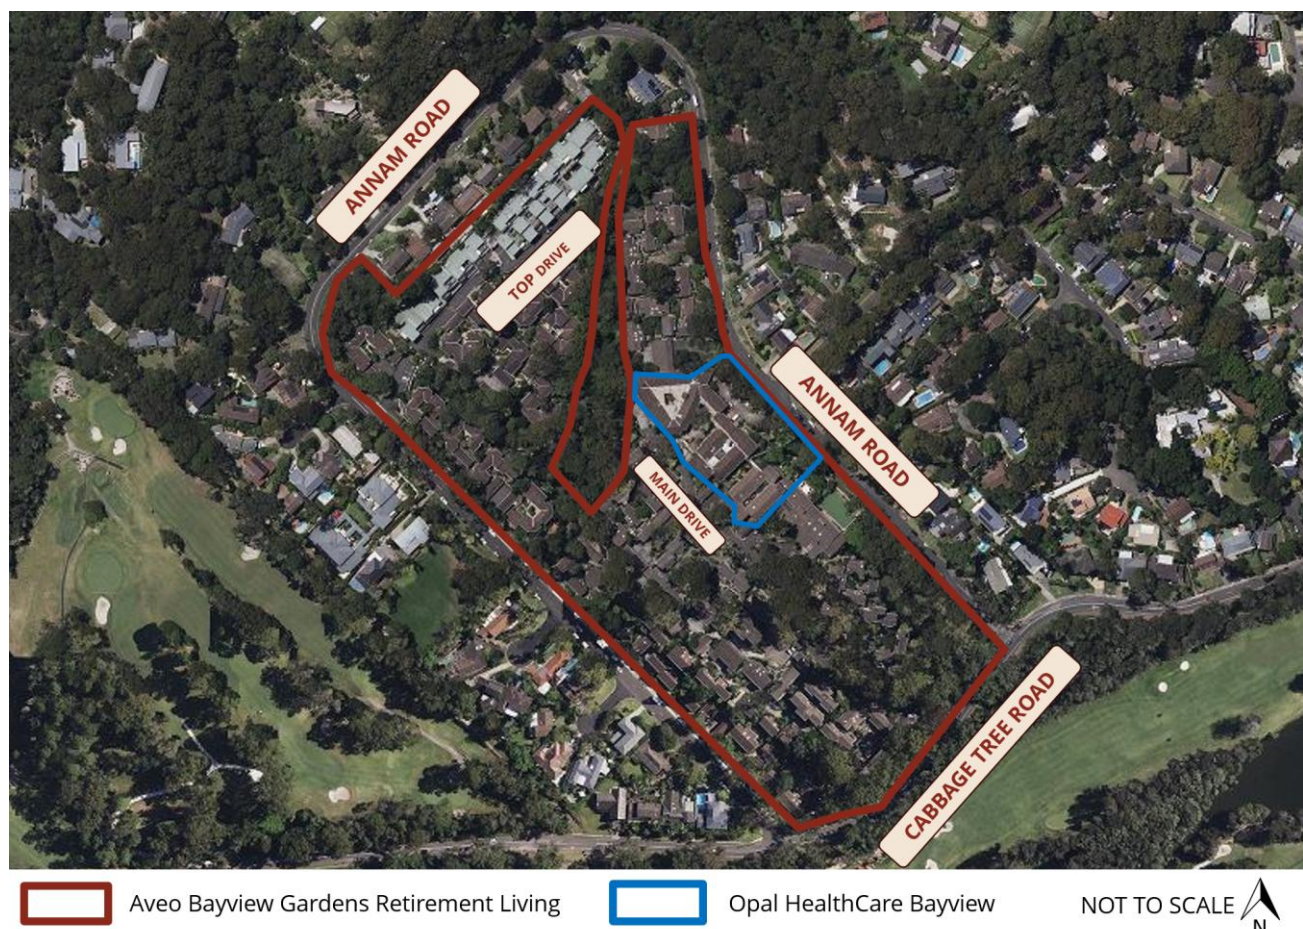 ANNAM ROAD
TOP DRIVE
ANNAM ROAD
MAIN DRIVE
CABBAGE TREE ROAD
Aveo Bayview Gardens Retirement Living
Opal HealthCare Bayview
NOT TO SCALE
N